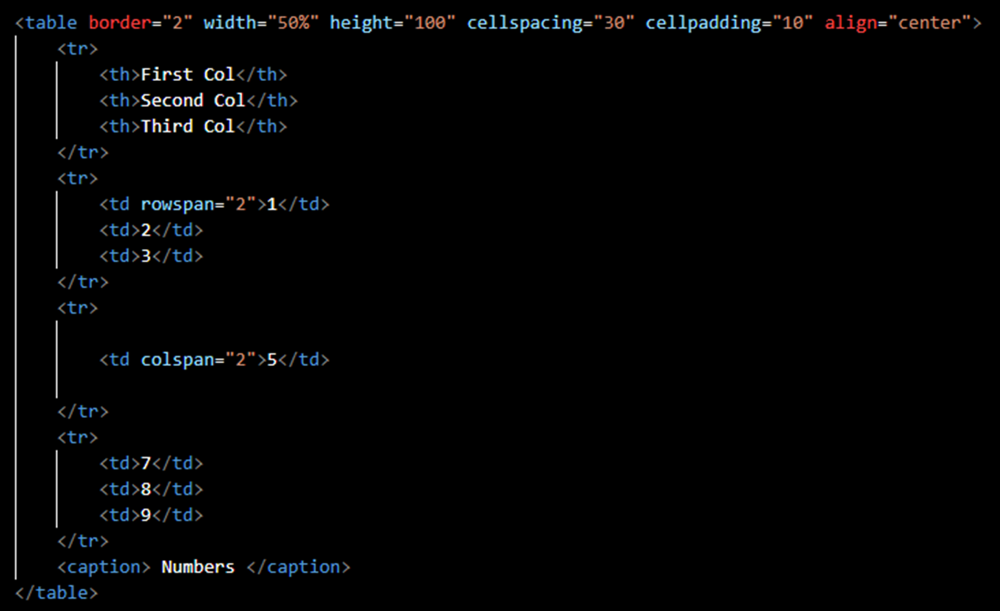 <table border="2" width="50%" height="100" cellspacing="30" cellpadding="10" align="center">
<tr>
<th>First Col</th>
<th>Second Col</th>
<th>Third Col</th>
</tr>
<tr>
<td rowspan="2">1</td>
<td>2</td>
<td>3</td>
</tr>
<tr>
<td colspan="2">5</td>
</tr>
<tr>
<td>7</td>
<td>8</td>
<td>9</td>
</tr>
<caption> Numbers </caption>
</table>